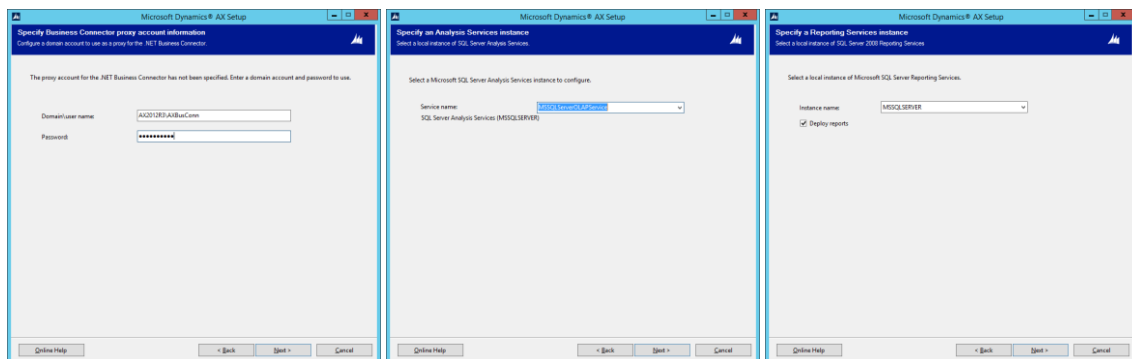 Microsoft Dynamics® AX Setup
Specify Business Connector proxy account information
Configure a domain account to use as a proxy for the .NET Business Connector.
The proxy account for the .NET Business Connector has not been specified. Enter a domain account and password to use.
Domain\user name:
AX2012R3\AXBusConn
Password:
Online Help
< Back
Next >
Cancel
Microsoft Dynamics® AX Setup
Specify an Analysis Services instance
Select a local instance of SQL Server Analysis Services.
Select a Microsoft SQL Server Analysis Services instance to configure.
Service name:
MSSQLServerOLAPService
SQL Server Analysis Services (MSSQLSERVER)
Online Help
< Back
Next >
Cancel
Microsoft Dynamics® AX Setup
Specify a Reporting Services instance
Select a local instance of SQL Server 2008 Reporting Services
Select a local instance of Microsoft SQL Server Reporting Services.
Instance name:
MSSQLSERVER
Deploy reports
Online Help
< Back
Next >
Cancel